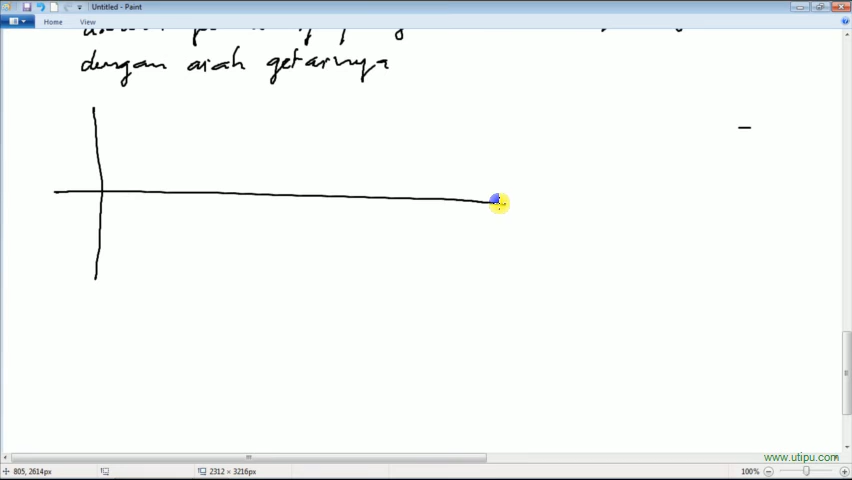 Untitled - Paint
Home View
dengan arah getarnya
www.utipu.com
805, 2614px 2312 × 3216px 100%